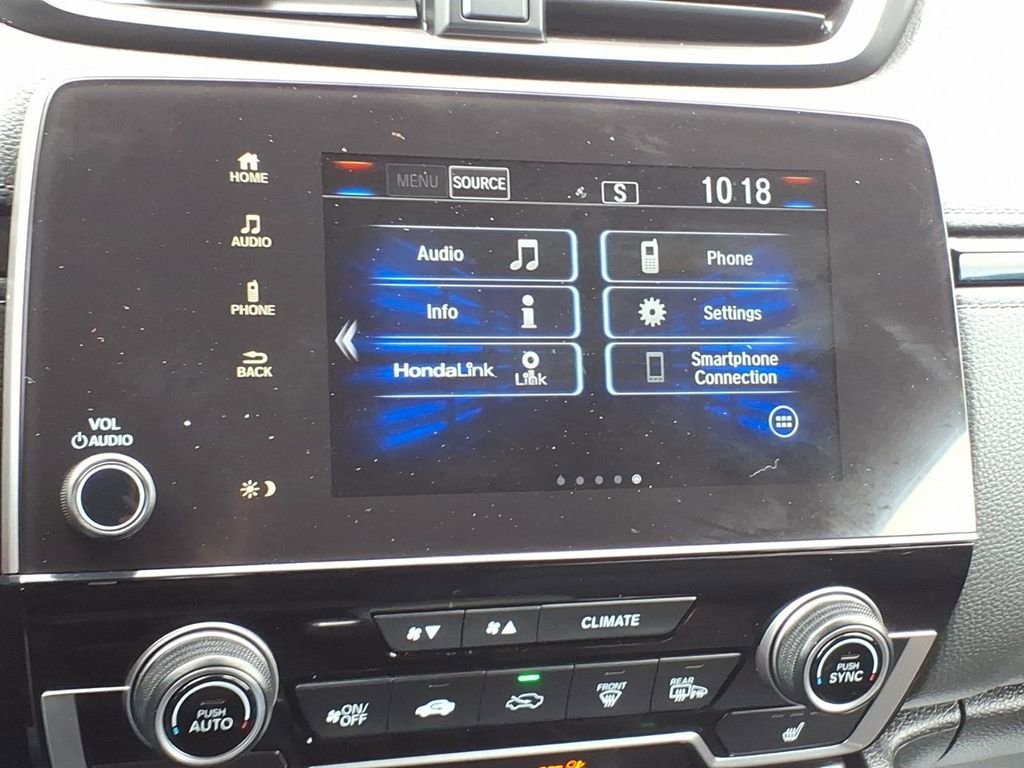 HOME
AUDIO
PHONE
BACK
VOL
AUDIO
MENU SOURCE
S
10 18
Audio
Phone
Info
Settings
HondaLink
Link
Smartphone
Connection
CLIMATE
PUSH
AUTO
ON/
OFF
FRONT
REAR
PUSH
SYNC